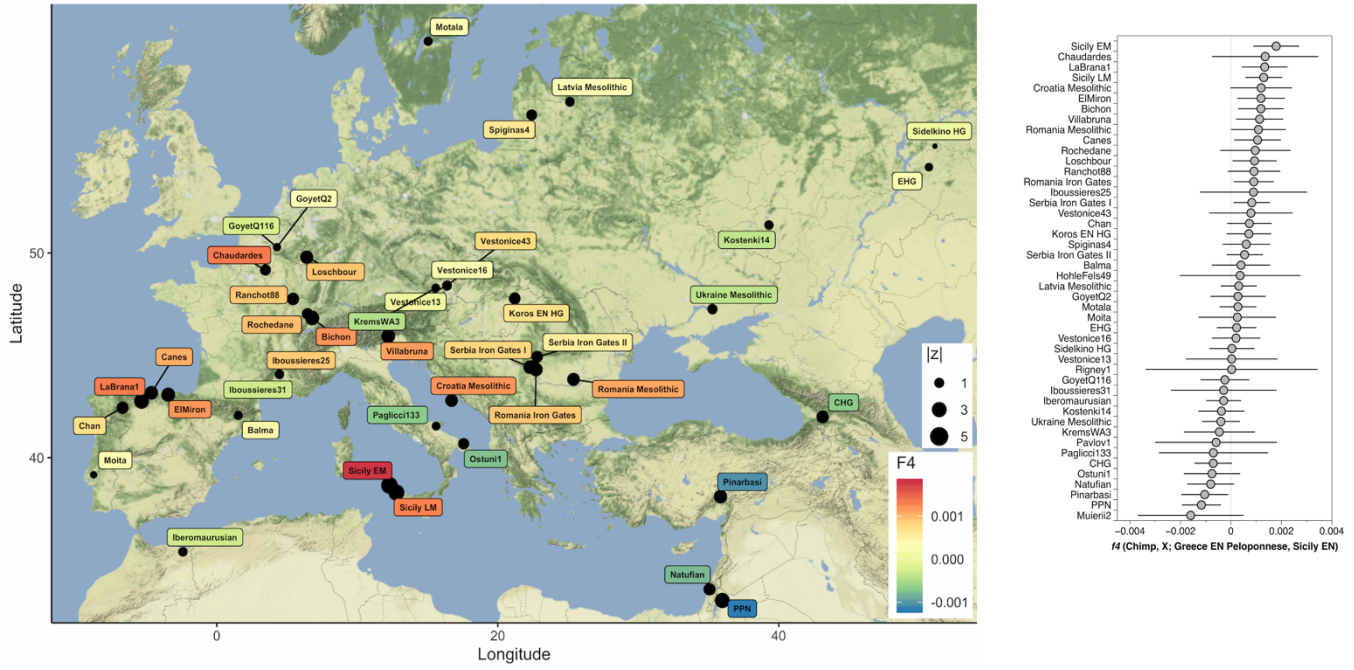 Motala
Latvia Mesolithic
Spiginas4
Sidelkino HG
EHG
GoyetQ2
GoyetQ116
Kostenki14
Vestonice43
Chaudardes
Loschbour
Vestonice16
Ranchot88
Vestonice13
Ukraine Mesolithic
KremsWA3
Koros EN HG
Rochedane
Bichon
Villabruna
Serbia Iron Gates I
Serbia Iron Gates II
Canes
Iboussieres25
LaBrana1
Iboussieres31
Croatia Mesolithic
Romania Mesolithic
ElMiron
Chan
Paglicci133
Romania Iron Gates
CHG
Balma
Moita
Ostuni1
Sicily EM
Pinarbasi
Sicily LM
Iberomaurusian
Natufian
PPN
50
40
Latitude
0
20
40
Longitude
|z|
1
3
5
F4
0.001
0.000
-0.001
Sicily EM
Chaudardes
LaBrana1
Sicily LM
Croatia Mesolithic
ElMiron
Bichon
Villabruna
Romania Mesolithic
Canes
Rochedane
Loschbour
Ranchot88
Romania Iron Gates
Iboussieres25
Serbia Iron Gates I
Vestonice43
Chan
Koros EN HG
Spiginas4
Serbia Iron Gates II
Balma
HohleFels49
Latvia Mesolithic
GoyetQ2
Motala
Moita
EHG
Vestonice16
Sidelkino HG
Vestonice13
Rigney1
GoyetQ116
Iboussieres31
Iberomaurusian
Kostenki14
Ukraine Mesolithic
KremsWA3
Pavlov1
Paglicci133
CHG
Ostuni1
Natufian
Pinarbasi
PPN
Muierii2
−0.004 −0.002 0 0.002 0.004
f4 (Chimp, X; Greece EN Peloponnese, Sicily EN)